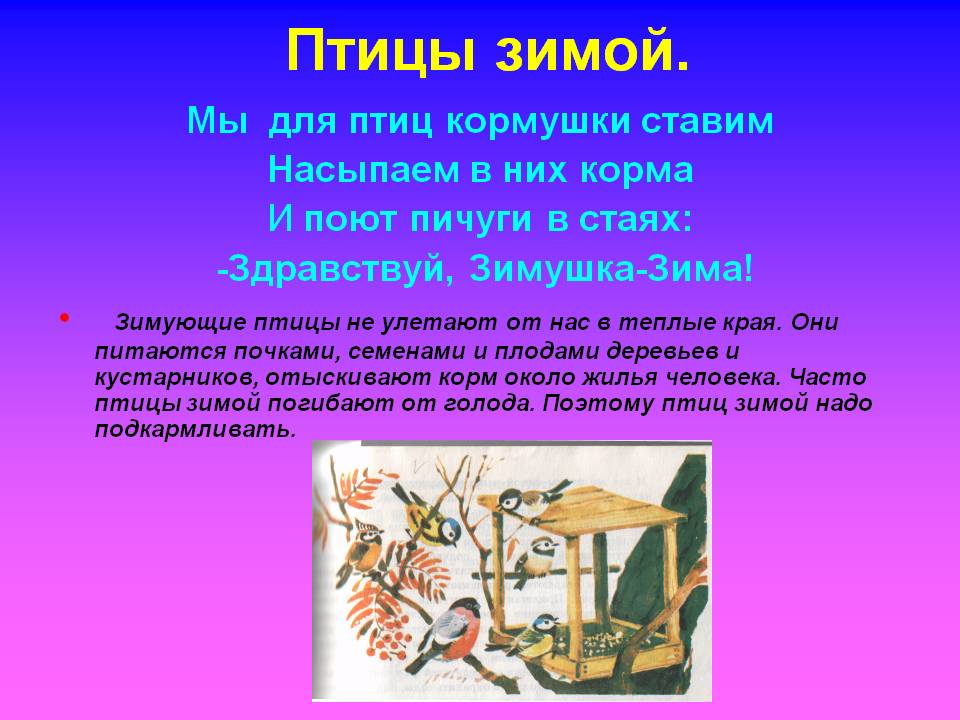 Птицы зимой.
Мы для птиц кормушки ставим
Насыпаем в них корма
И поют пичуги в стаях:
-Здравствуй, Зимушка-Зима!
• Зимующие птицы не улетают от нас в теплые края. Они
питаются почками, семенами и плодами деревьев и
кустарников, отыскивают корм около жилья человека. Часто
птицы зимой погибают от голода. Поэтому птиц зимой надо
подкармливать.